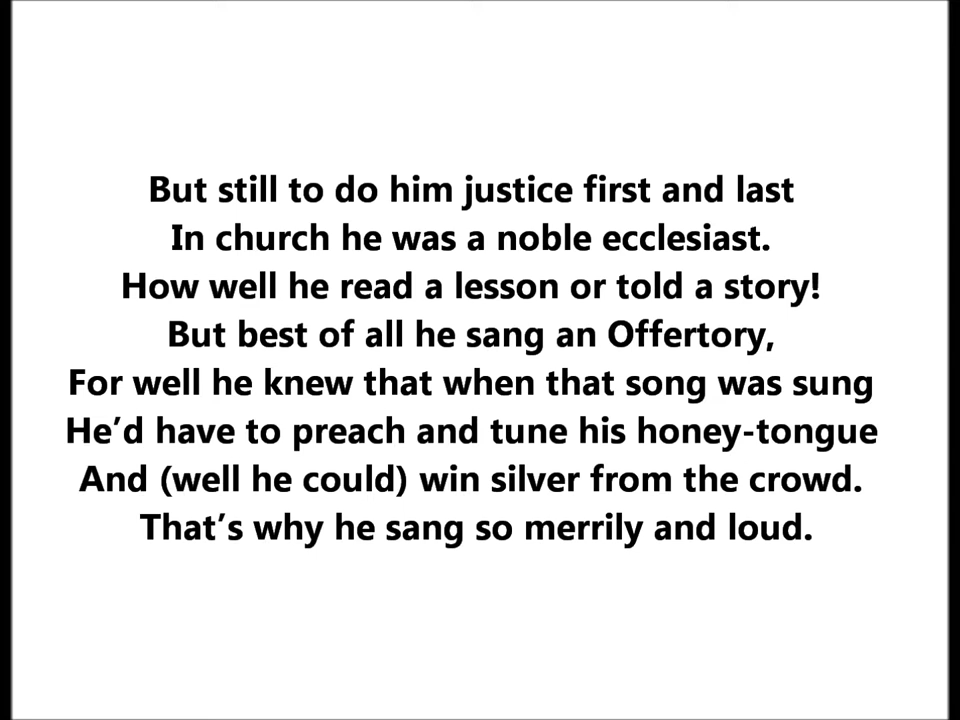 But still to do him justice first and last
In church he was a noble ecclesiast.
How well he read a lesson or told a story!
But best of all he sang an Offertory,
For well he knew that when that song was sung
He’d have to preach and tune his honey-tongue
And (well he could) win silver from the crowd.
That’s why he sang so merrily and loud.